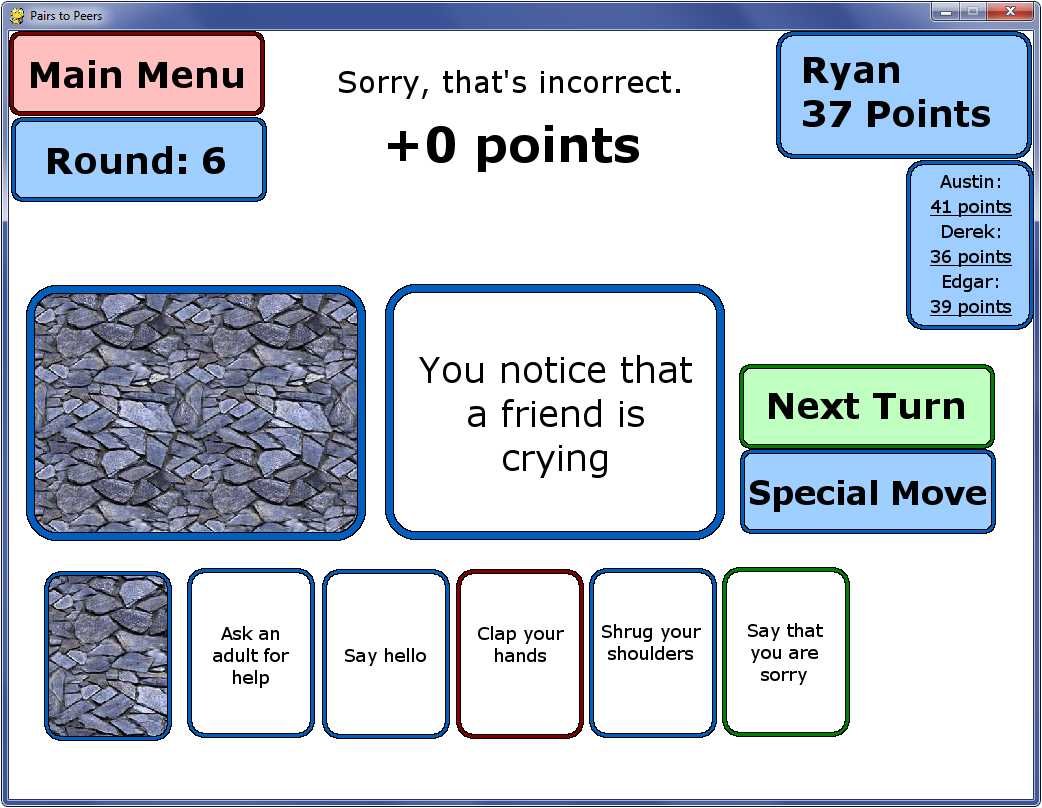 Pairs to Peers
Main Menu
Round: 6
Sorry, that's incorrect.
+0 points
Ryan
37 Points
Austin:
41 points
Derek:
36 points
Edgar:
39 points
You notice that
a friend is
crying
Next Turn
Special Move
Ask an
adult for
help
Say hello
Clap your
hands
Shrug your
shoulders
Say that
you are
sorry